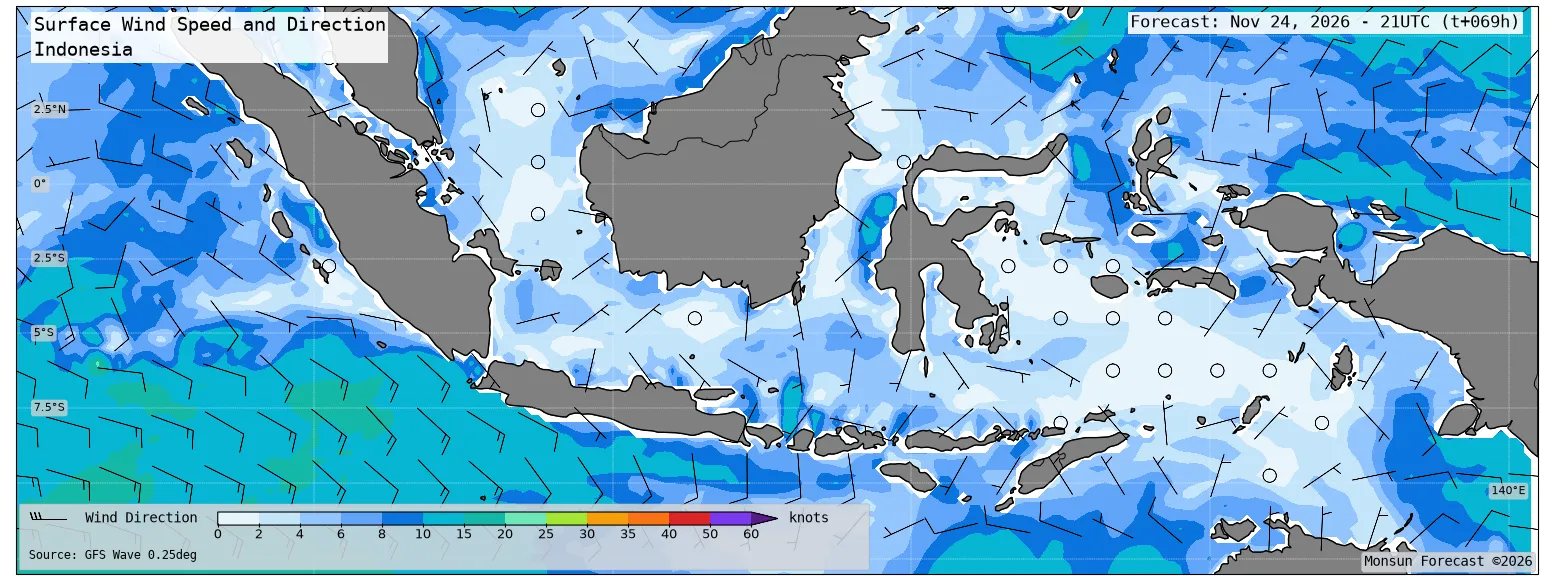 Surface Wind Speed and Direction
Indonesia
Forecast: Nov 24, 2026 - 21UTC (t+069h)
2.5°N
0°
2.5°S
5°S
7.5°S
140°E
Wind Direction
0 2 4 6 8 10 15 20 25 30 35 40 50 60
knots
Source: GFS Wave 0.25deg
Monsun Forecast ©2026